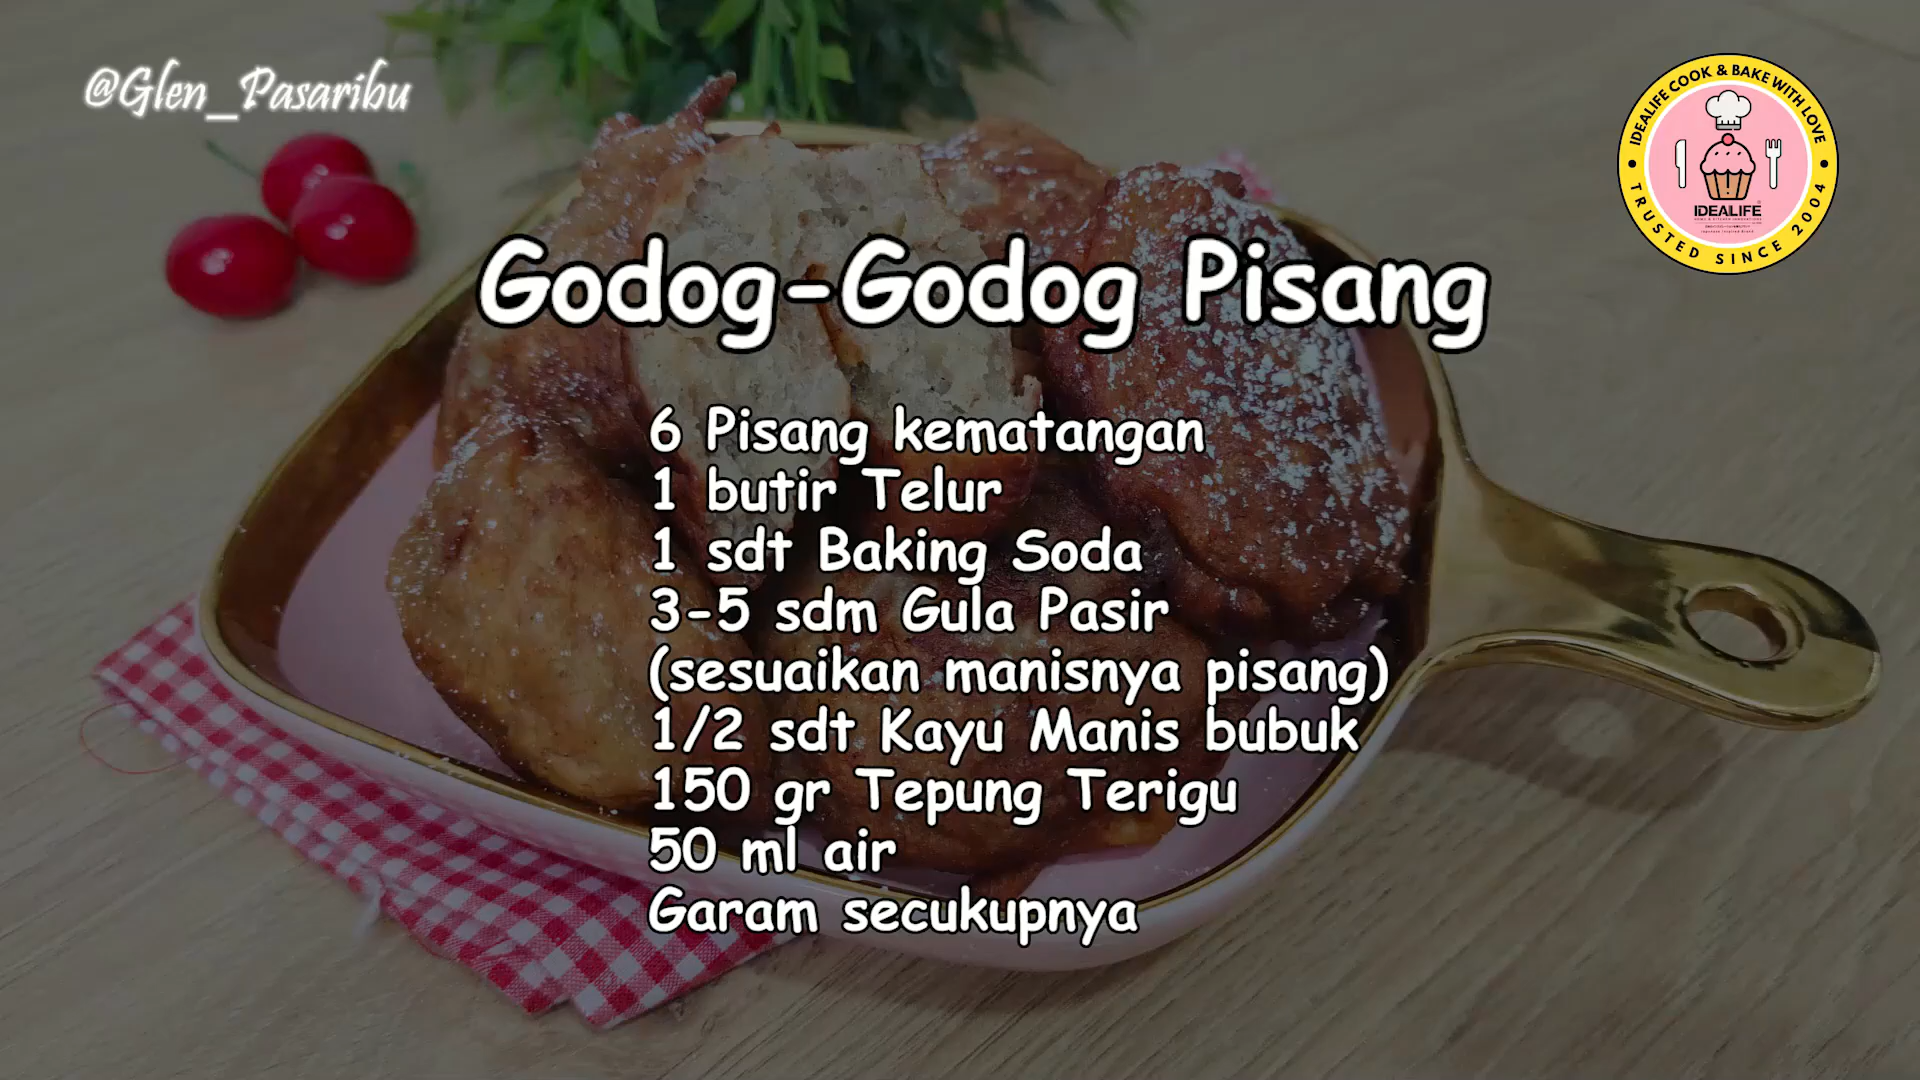 @Glen_Pasaribu
IDEALIFE COOK & BAKE WITH LOVE
IDEALIFE
TRUSTED SINCE 2004
Godog-Godog Pisang
6 Pisang kematangan
1 butir Telur
1 sdt Baking Soda
3-5 sdm Gula Pasir
(sesuaikan manisnya pisang)
1/2 sdt Kayu Manis bubuk
150 gr Tepung Terigu
50 ml air
Garam secukupnya